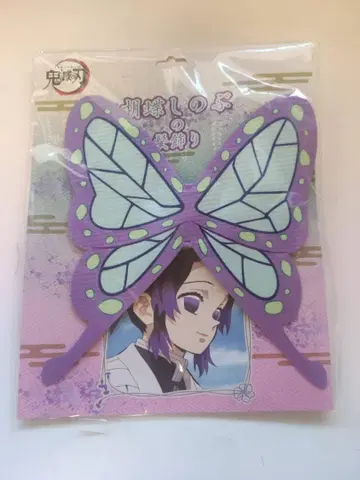 鬼滅の刃
胡蝶しのぶ
の
髪飾り